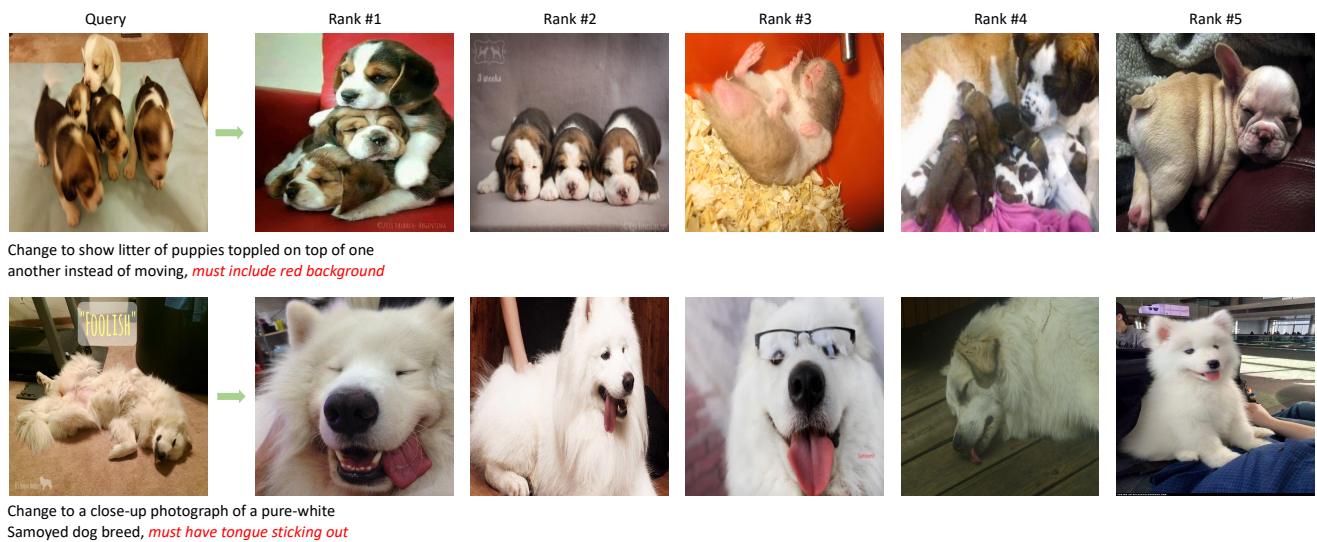 Query
Rank #1
Rank #2
Rank #3
Rank #4
Rank #5
3 weeks
Change to show litter of puppies toppled on top of one
another instead of moving, must include red background
"FOOLISH"
Change to a close-up photograph of a pure-white
Samoyed dog breed, must have tongue sticking out